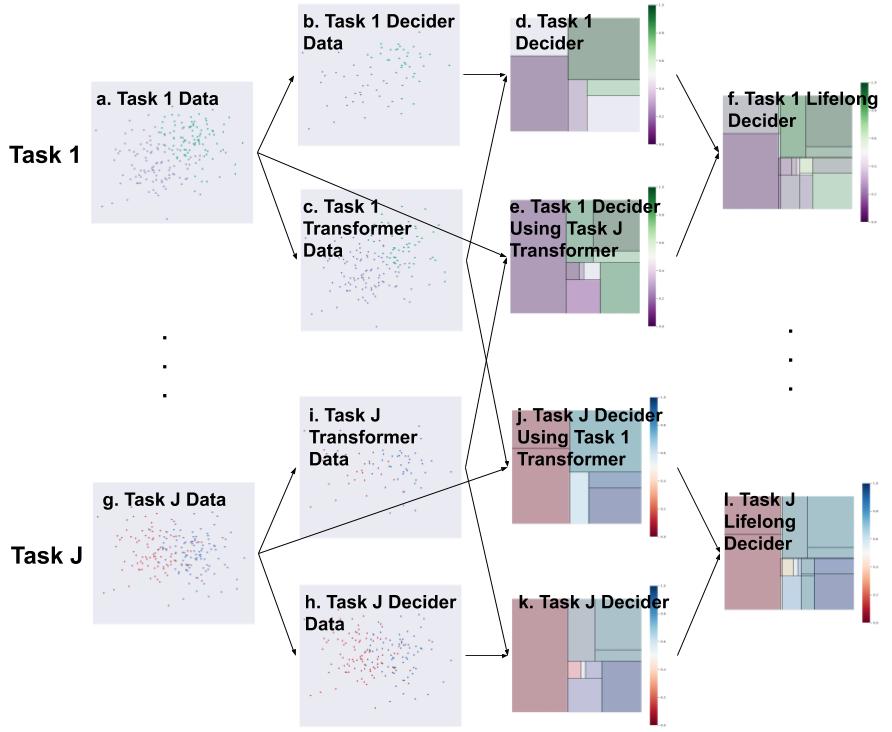 Task 1
a. Task 1 Data
b. Task 1 Decider
Data
c. Task 1
Transformer
Data
d. Task 1
Decider
e. Task 1 Decider
Using Task J
Transformer
f. Task 1 Lifelong
Decider
Task J
g. Task J Data
i. Task J
Transformer
Data
h. Task J Decider
Data
j. Task J Decider
Using Task 1
Transformer
k. Task J Decider
l. Task J
Lifelong
Decider